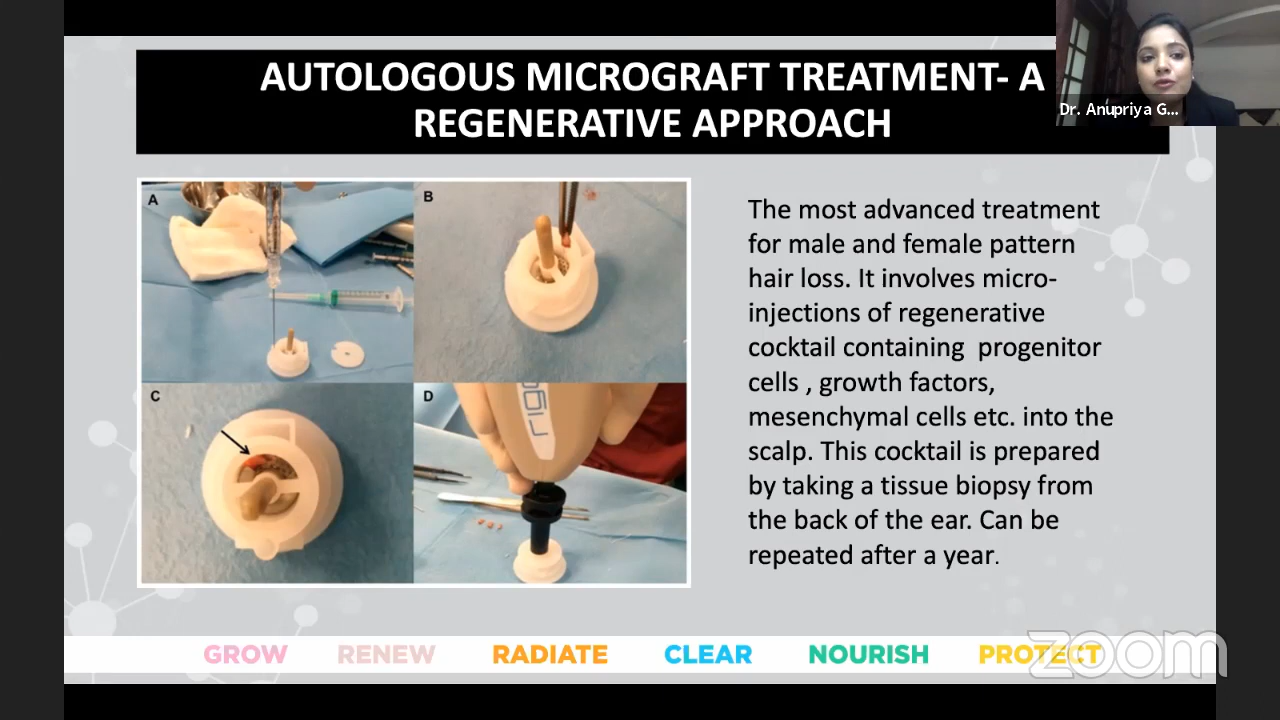 AUTOLOGOUS MICROGRAFT TREATMENT- A
REGENERATIVE APPROACH
Dr. Anupriya G...
A
B
C
D
The most advanced treatment
for male and female pattern
hair loss. It involves micro-
injections of regenerative
cocktail containing progenitor
cells , growth factors,
mesenchymal cells etc. into the
scalp. This cocktail is prepared
by taking a tissue biopsy from
the back of the ear. Can be
repeated after a year.
GROW RENEW RADIATE CLEAR NOURISH PROTECT
zoom